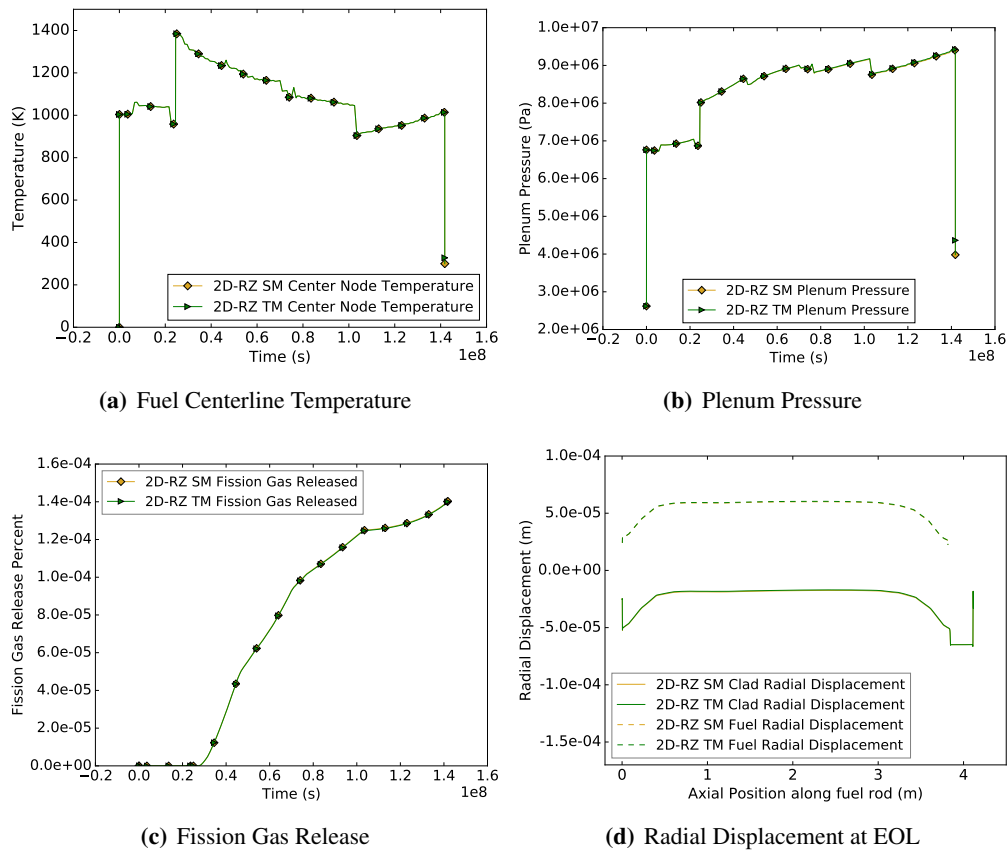 1400
1200
1000
800
600
400
200
0
Temperature (K)
2D-RZ SM Center Node Temperature
2D-RZ TM Center Node Temperature
−0.2 0.0 0.2 0.4 0.6 0.8 1.0 1.2 1.4 1.6
Time (s)
1e8
(a) Fuel Centerline Temperature
1.0e+07
9.0e+06
8.0e+06
7.0e+06
6.0e+06
5.0e+06
4.0e+06
3.0e+06
2.0e+06
Plenum Pressure (Pa)
2D-RZ SM Plenum Pressure
2D-RZ TM Plenum Pressure
−0.2 0.0 0.2 0.4 0.6 0.8 1.0 1.2 1.4 1.6
Time (s)
1e8
(b) Plenum Pressure
1.6e-04
1.4e-04
1.2e-04
1.0e-04
8.0e-05
6.0e-05
4.0e-05
2.0e-05
0.0e+00
Fission Gas Release Percent
2D-RZ SM Fission Gas Released
2D-RZ TM Fission Gas Released
−0.2 0.0 0.2 0.4 0.6 0.8 1.0 1.2 1.4 1.6
Time (s)
1e8
(c) Fission Gas Release
1.0e-04
5.0e-05
0.0e+00
-5.0e-05
-1.0e-04
-1.5e-04
Radial Displacement (m)
2D-RZ SM Clad Radial Displacement
2D-RZ TM Clad Radial Displacement
2D-RZ SM Fuel Radial Displacement
2D-RZ TM Fuel Radial Displacement
0 1 2 3 4
Axial Position along fuel rod (m)
(d) Radial Displacement at EOL